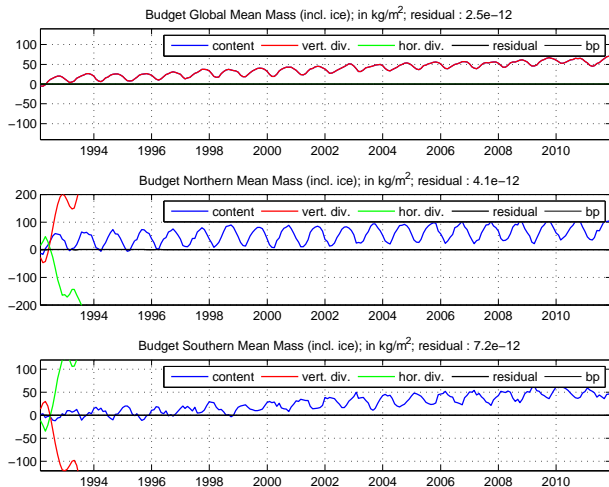 Budget Global Mean Mass (incl. ice); in kg/m²; residual : 2.5e-12
content vert. div. hor. div. residual bp
100
50
0
−50
−100
1994 1996 1998 2000 2002 2004 2006 2008 2010
Budget Northern Mean Mass (incl. ice); in kg/m²; residual : 4.1e-12
200
content vert. div. hor. div. residual bp
100
0
−100
−200
1994 1996 1998 2000 2002 2004 2006 2008 2010
Budget Southern Mean Mass (incl. ice); in kg/m²; residual : 7.2e-12
content vert. div. hor. div. residual bp
100
50
0
−50
−100
1994 1996 1998 2000 2002 2004 2006 2008 2010